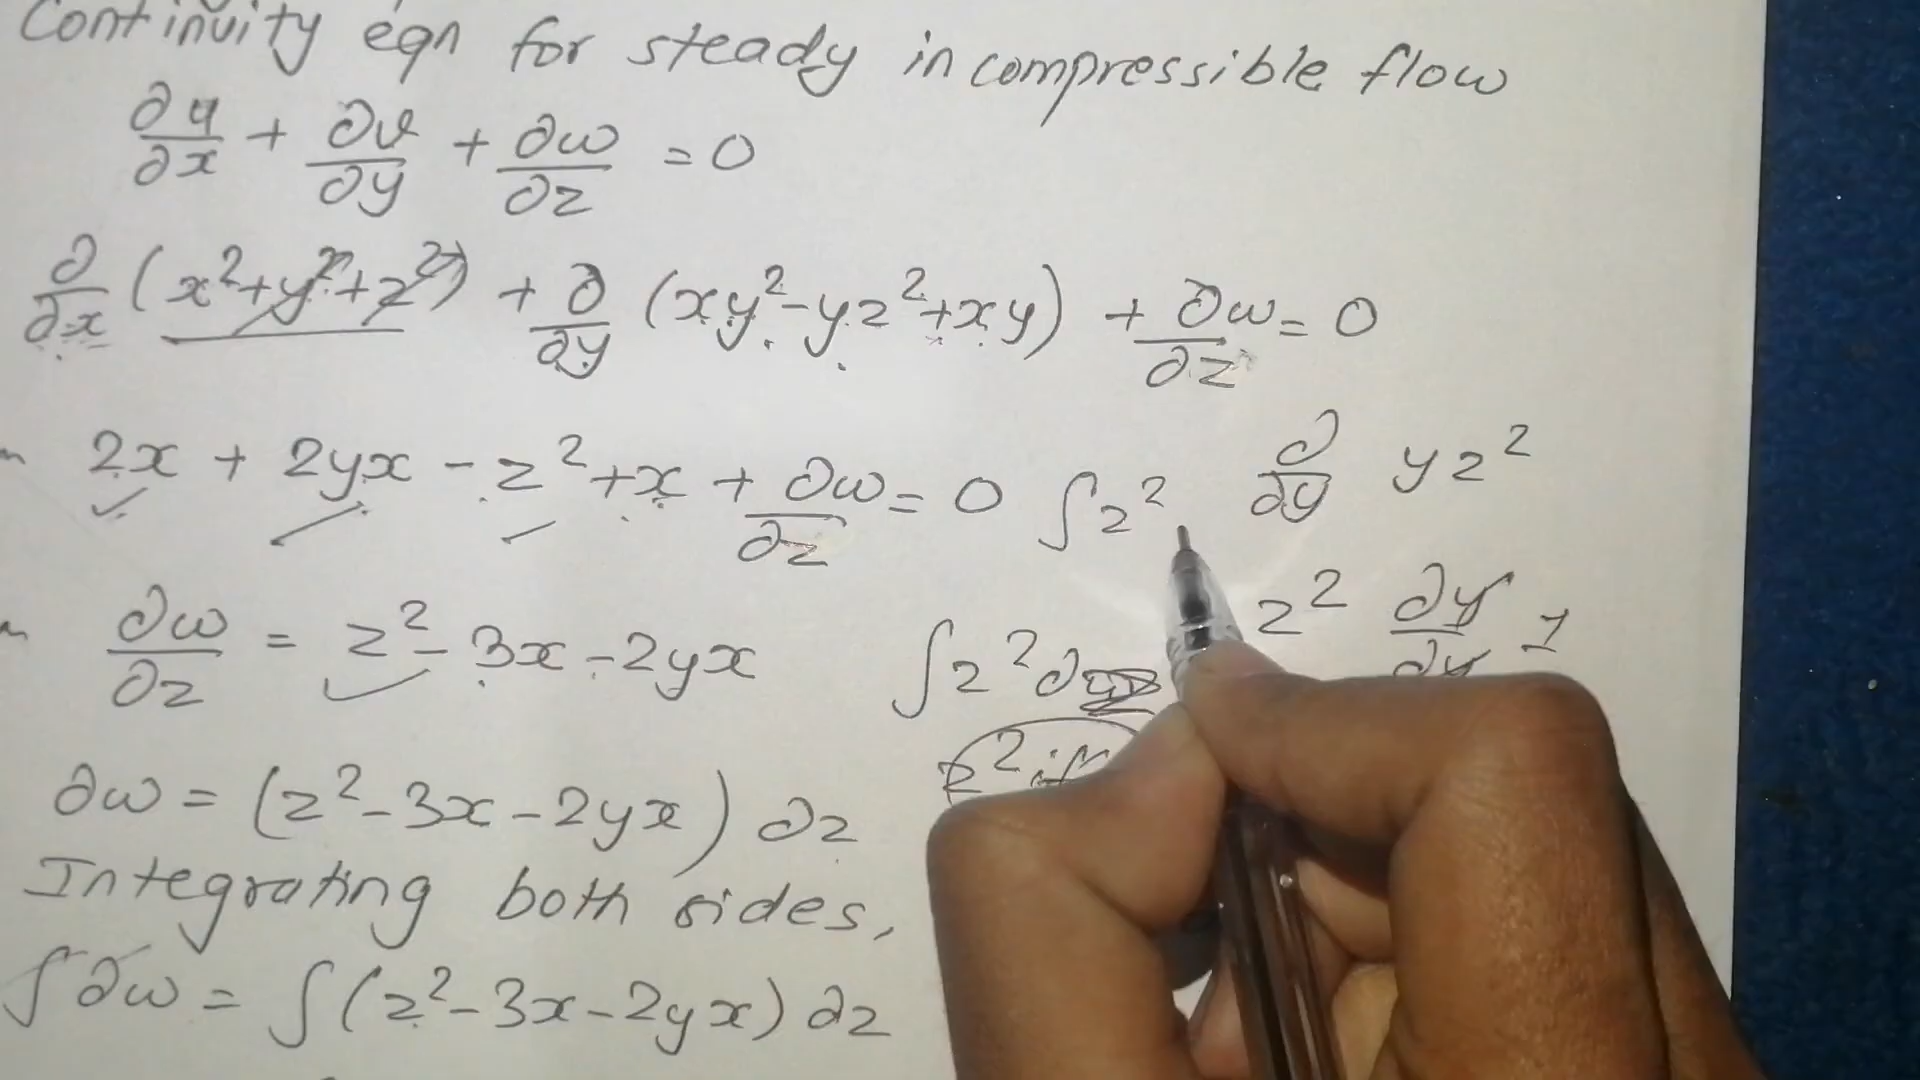 Continuity eqn for steady incompressible flow
∂u/∂x + ∂v/∂y + ∂w/∂z = 0
∂/∂x (x²+y²+z²) + ∂/∂y (xy²-yz²+xy) + ∂w/∂z = 0
2x + 2yx - z² + x + ∂w/∂z = 0 ∫z² ∂/∂y yz²
∂w/∂z = z² - 3x - 2yx ∫z² ∂ z² ∂y/∂y 1
∂w = (z² - 3x - 2yx) ∂z
Integrating both sides,
∫∂w = ∫(z² - 3x - 2yx) ∂z